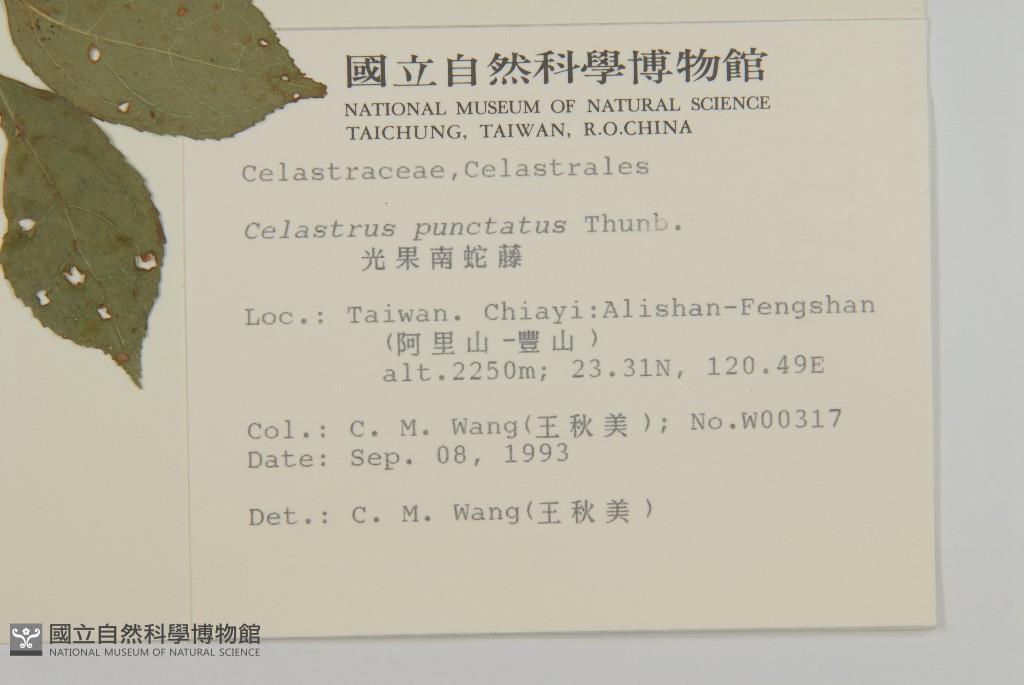 國立自然科學博物館
NATIONAL MUSEUM OF NATURAL SCIENCE
TAICHUNG, TAIWAN, R.O.CHINA
Celastraceae,Celastrales
Celastrus punctatus Thunb.
光果南蛇藤
Loc.: Taiwan. Chiayi:Alishan-Fengshan
(阿里山-豐山)
alt.2250m; 23.31N, 120.49E
Col.: C. M. Wang(王秋美); No.W00317
Date: Sep. 08, 1993
Det.: C. M. Wang(王秋美)
國立自然科學博物館
NATIONAL MUSEUM OF NATURAL SCIENCE